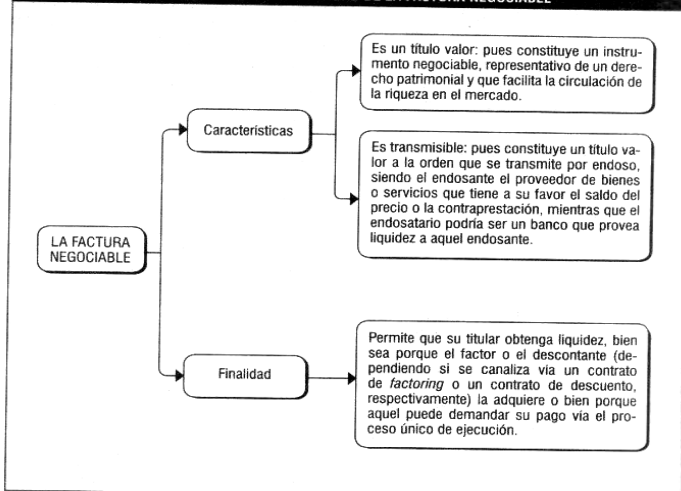 DE LA FACTURA NEGOCIABLE
Es un título valor: pues constituye un instru-
mento negociable, representativo de un dere-
cho patrimonial y que facilita la circulación de
la riqueza en el mercado.
Características
Es transmisible: pues constituye un título va-
lor a la orden que se transmite por endoso,
siendo el endosante el proveedor de bienes
o servicios que tiene a su favor el saldo del
precio o la contraprestación, mientras que el
endosatario podría ser un banco que provea
liquidez a aquel endosante.
LA FACTURA
NEGOCIABLE
Finalidad
Permite que su titular obtenga liquidez, bien
sea porque el factor o el descontante (de-
pendiendo si se canaliza vía un contrato
de factoring o un contrato de descuento,
respectivamente) la adquiere o bien porque
aquel puede demandar su pago vía el pro-
ceso único de ejecución.